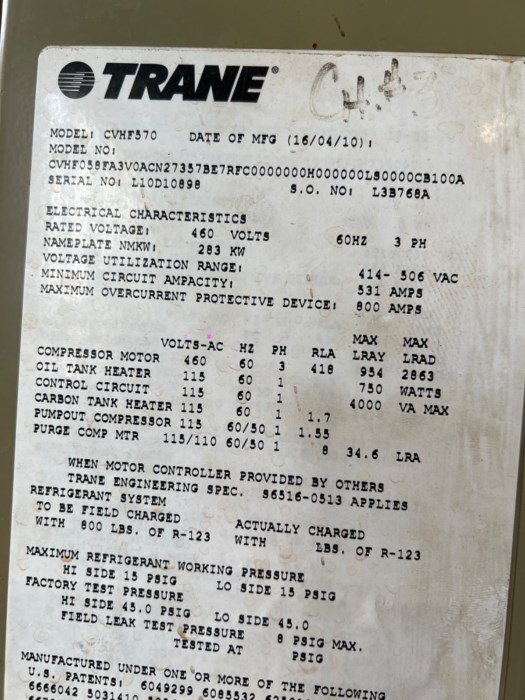 TRANE®
CH.#3
MODEL: CVHF570 DATE OF MFG (16/04/10):
MODEL NO:
CVHF058FA3V0ACN27357BE7RFC0000000H000000LS0000CB100A
SERIAL NO: L10D10898 S.O. NO: L3B768A
ELECTRICAL CHARACTERISTICS
RATED VOLTAGE: 460 VOLTS 60HZ 3 PH
NAMEPLATE NMKW: 283 KW
VOLTAGE UTILIZATION RANGE: 414- 506 VAC
MINIMUM CIRCUIT AMPACITY: 531 AMPS
MAXIMUM OVERCURRENT PROTECTIVE DEVICE: 800 AMPS
MAX MAX
VOLTS-AC HZ PH RLA LRAY LRAD
COMPRESSOR MOTOR 460 60 3 418 954 2863
OIL TANK HEATER 115 60 1 750 WATTS
CONTROL CIRCUIT 115 60 1 4000 VA MAX
CARBON TANK HEATER 115 60 1 1.7
PUMPOUT COMPRESSOR 115 60/50 1 1.55
PURGE COMP MTR 115/110 60/50 1 8 34.6 LRA
WHEN MOTOR CONTROLLER PROVIDED BY OTHERS
TRANE ENGINEERING SPEC. S6516-0513 APPLIES
REFRIGERANT SYSTEM
TO BE FIELD CHARGED ACTUALLY CHARGED
WITH 800 LBS. OF R-123 WITH LBS. OF R-123
MAXIMUM REFRIGERANT WORKING PRESSURE
HI SIDE 15 PSIG LO SIDE 15 PSIG
FACTORY TEST PRESSURE
HI SIDE 45.0 PSIG LO SIDE 45.0
FIELD LEAK TEST PRESSURE 8 PSIG MAX.
TESTED AT PSIG
MANUFACTURED UNDER ONE OR MORE OF THE FOLLOWING
U.S. PATENTS: 6049299 6085532
6666042 5031410